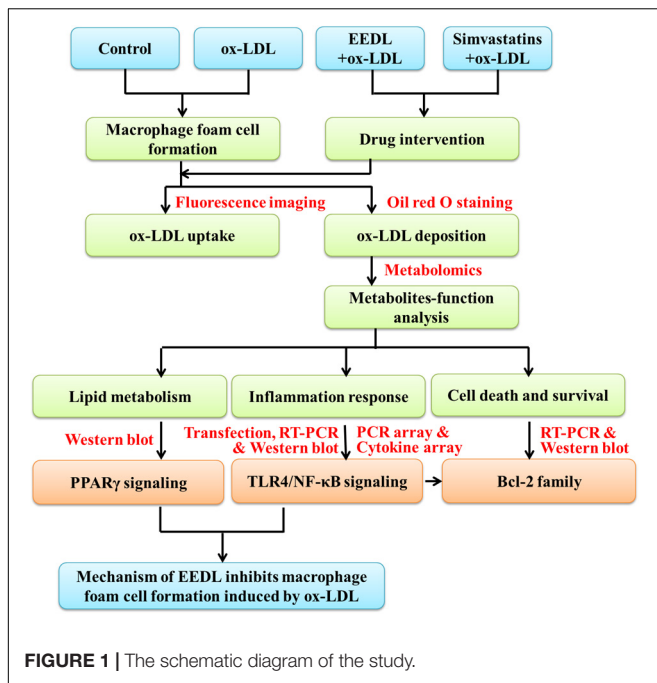 Control
ox-LDL
EEDL
+ox-LDL
Simvastatins
+ox-LDL
Macrophage foam cell
formation
Drug intervention
Fluorescence imaging
Oil red O staining
ox-LDL uptake
ox-LDL deposition
Metabolomics
Metabolites-function
analysis
Lipid metabolism
Inflammation response
Cell death and survival
Western blot
Transfection, RT-PCR
& Western blot
PCR array &
Cytokine array
RT-PCR &
Western blot
PPARγ signaling
TLR4/NF-κB signaling
Bcl-2 family
Mechanism of EEDL inhibits macrophage
foam cell formation induced by ox-LDL
FIGURE 1 | The schematic diagram of the study.